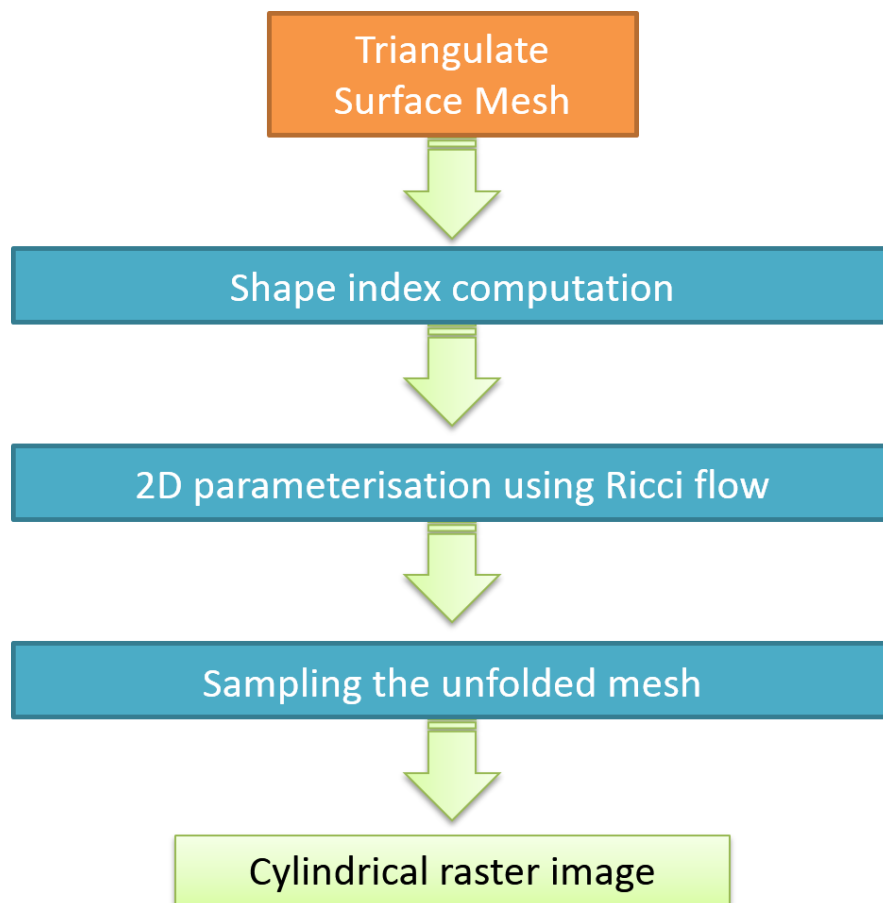 Triangulate
Surface Mesh
Shape index computation
2D parameterisation using Ricci flow
Sampling the unfolded mesh
Cylindrical raster image